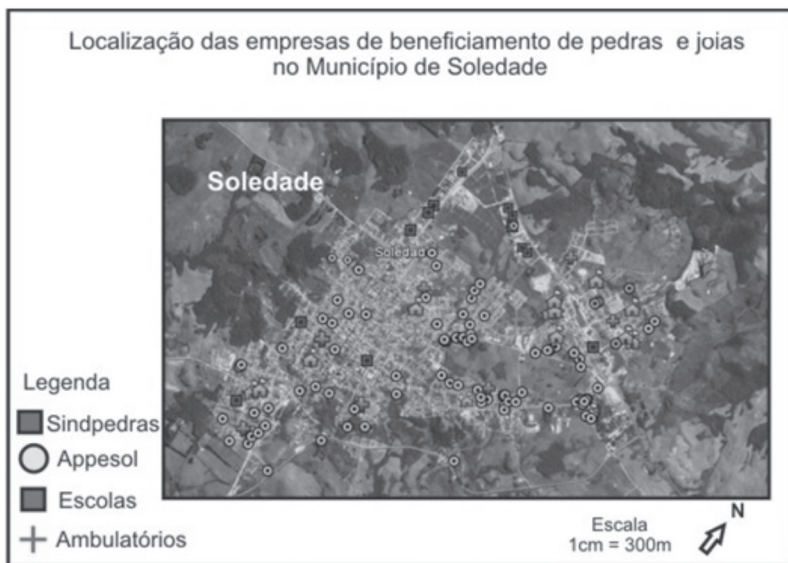 Localização das empresas de beneficiamento de pedras e joias
no Município de Soledade
Soledade
Soledad
Legenda
Sindpedras
Appesol
Escolas
Ambulatórios
Escala
1cm = 300m
N